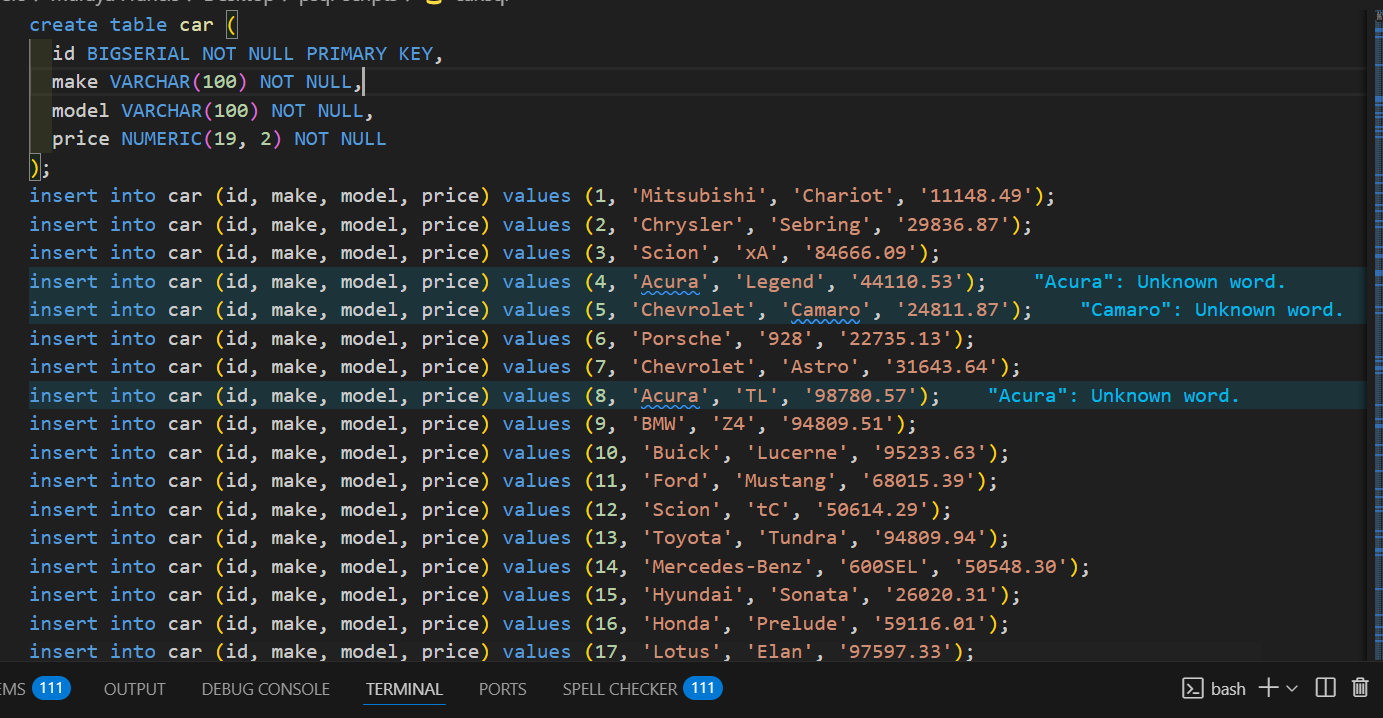 create table car (
id BIGSERIAL NOT NULL PRIMARY KEY,
make VARCHAR(100) NOT NULL,
model VARCHAR(100) NOT NULL,
price NUMERIC(19, 2) NOT NULL
);
insert into car (id, make, model, price) values (1, 'Mitsubishi', 'Chariot', '11148.49');
insert into car (id, make, model, price) values (2, 'Chrysler', 'Sebring', '29836.87');
insert into car (id, make, model, price) values (3, 'Scion', 'xA', '84666.09');
insert into car (id, make, model, price) values (4, 'Acura', 'Legend', '44110.53'); "Acura": Unknown word.
insert into car (id, make, model, price) values (5, 'Chevrolet', 'Camaro', '24811.87'); "Camaro": Unknown word.
insert into car (id, make, model, price) values (6, 'Porsche', '928', '22735.13');
insert into car (id, make, model, price) values (7, 'Chevrolet', 'Astro', '31643.64');
insert into car (id, make, model, price) values (8, 'Acura', 'TL', '98780.57'); "Acura": Unknown word.
insert into car (id, make, model, price) values (9, 'BMW', 'Z4', '94809.51');
insert into car (id, make, model, price) values (10, 'Buick', 'Lucerne', '95233.63');
insert into car (id, make, model, price) values (11, 'Ford', 'Mustang', '68015.39');
insert into car (id, make, model, price) values (12, 'Scion', 'tC', '50614.29');
insert into car (id, make, model, price) values (13, 'Toyota', 'Tundra', '94809.94');
insert into car (id, make, model, price) values (14, 'Mercedes-Benz', '600SEL', '50548.30');
insert into car (id, make, model, price) values (15, 'Hyundai', 'Sonata', '26020.31');
insert into car (id, make, model, price) values (16, 'Honda', 'Prelude', '59116.01');
insert into car (id, make, model, price) values (17, 'Lotus', 'Elan', '97597.33');
EMS 111 OUTPUT DEBUG CONSOLE TERMINAL PORTS SPELL CHECKER 111 bash